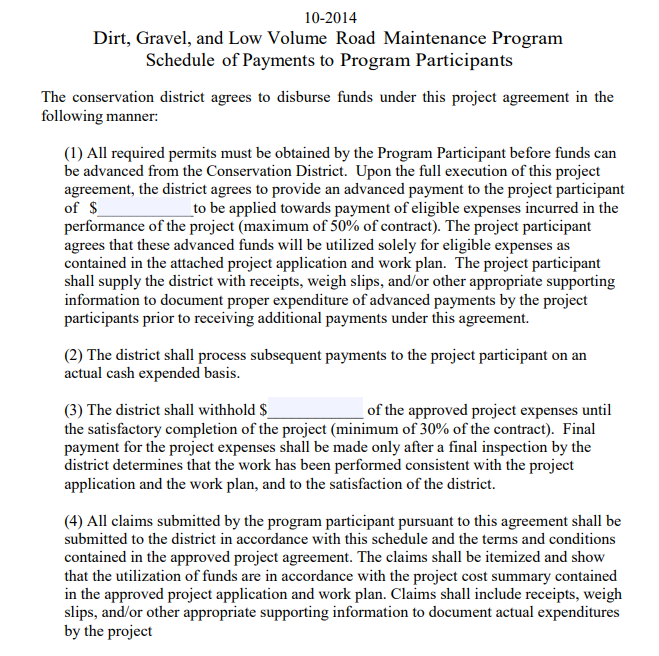 10-2014
Dirt, Gravel, and Low Volume Road Maintenance Program
Schedule of Payments to Program Participants
The conservation district agrees to disburse funds under this project agreement in the
following manner:
(1) All required permits must be obtained by the Program Participant before funds can
be advanced from the Conservation District. Upon the full execution of this project
agreement, the district agrees to provide an advanced payment to the project participant
of $____________to be applied towards payment of eligible expenses incurred in the
performance of the project (maximum of 50% of contract). The project participant
agrees that these advanced funds will be utilized solely for eligible expenses as
contained in the attached project application and work plan. The project participant
shall supply the district with receipts, weigh slips, and/or other appropriate supporting
information to document proper expenditure of advanced payments by the project
participants prior to receiving additional payments under this agreement.
(2) The district shall process subsequent payments to the project participant on an
actual cash expended basis.
(3) The district shall withhold $____________ of the approved project expenses until
the satisfactory completion of the project (minimum of 30% of the contract). Final
payment for the project expenses shall be made only after a final inspection by the
district determines that the work has been performed consistent with the project
application and the work plan, and to the satisfaction of the district.
(4) All claims submitted by the program participant pursuant to this agreement shall be
submitted to the district in accordance with this schedule and the terms and conditions
contained in the approved project agreement. The claims shall be itemized and show
that the utilization of funds are in accordance with the project cost summary contained
in the approved project application and work plan. Claims shall include receipts, weigh
slips, and/or other appropriate supporting information to document actual expenditures
by the project